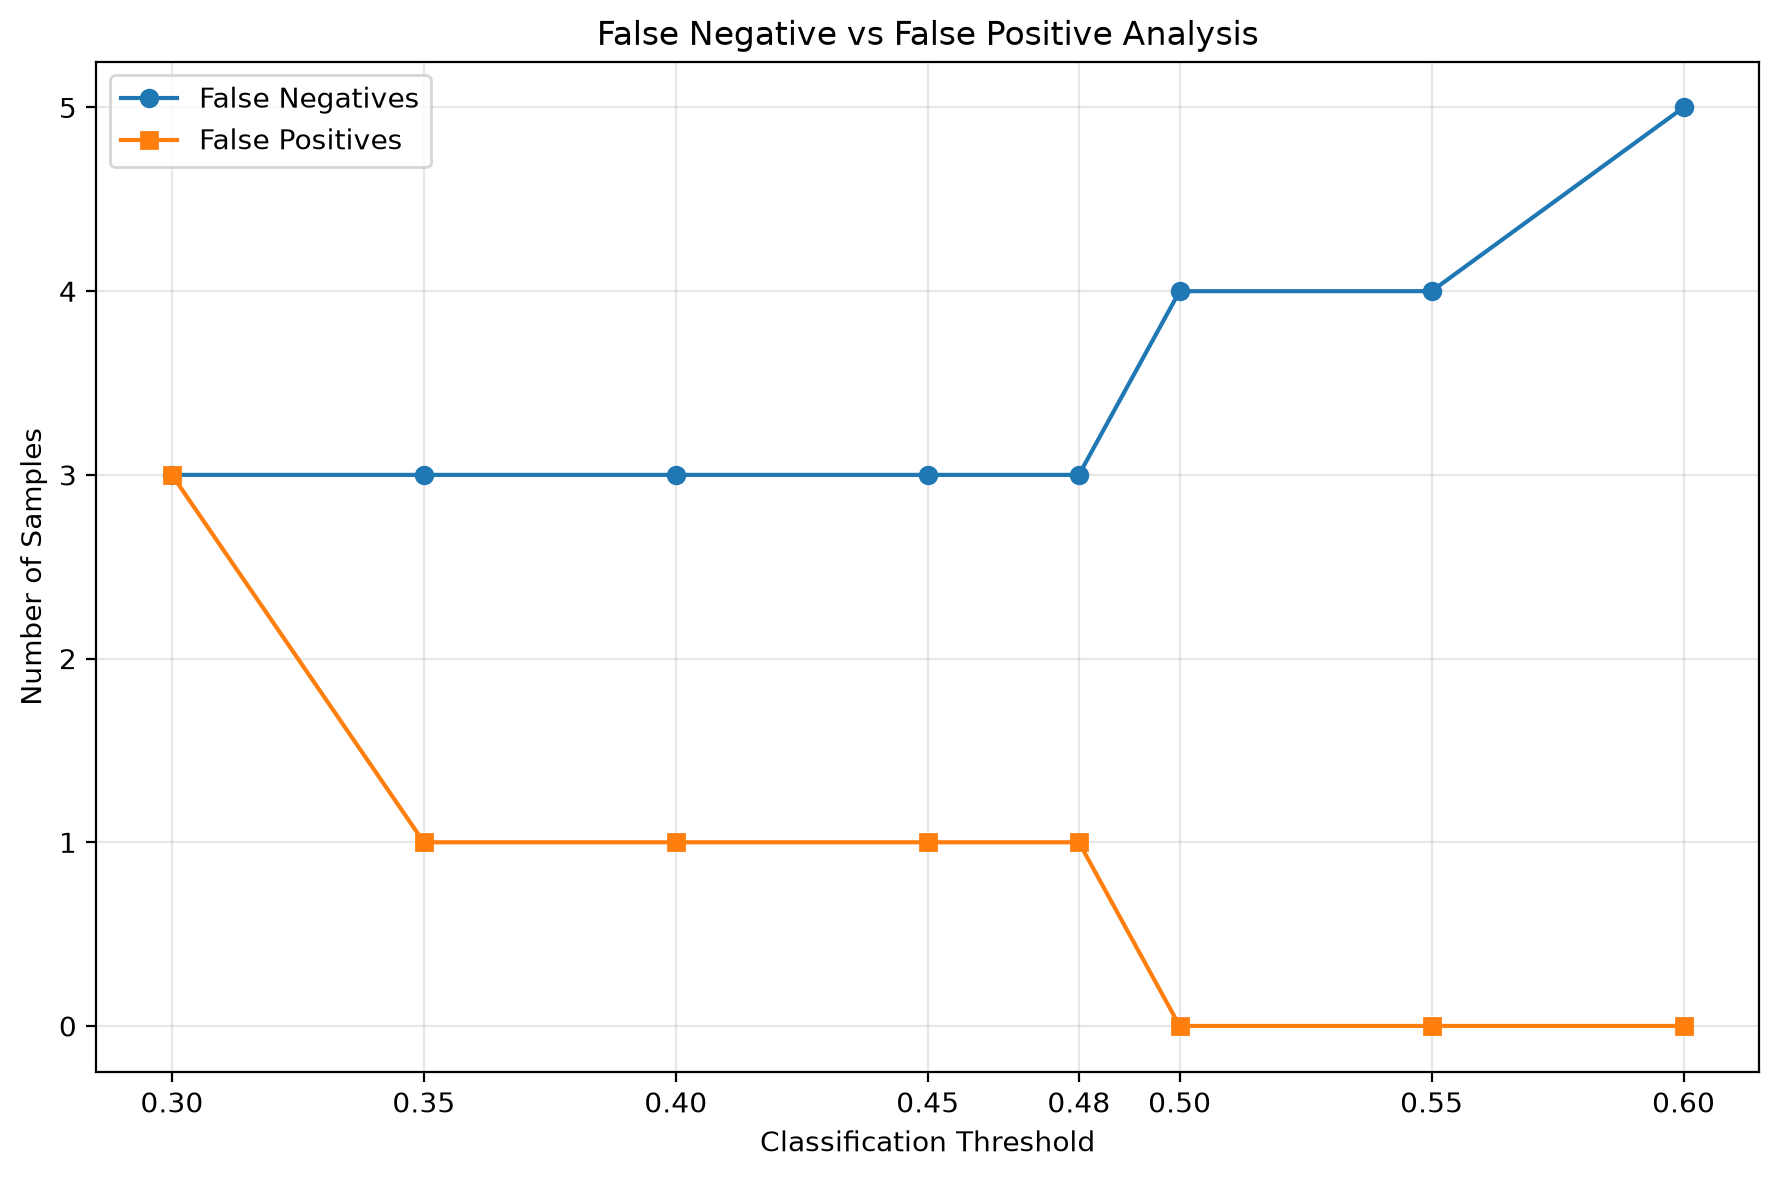 False Negative vs False Positive Analysis
False Negatives
False Positives
5
4
3
2
1
0
Number of Samples
0.30 0.35 0.40 0.45 0.48 0.50 0.55 0.60
Classification Threshold